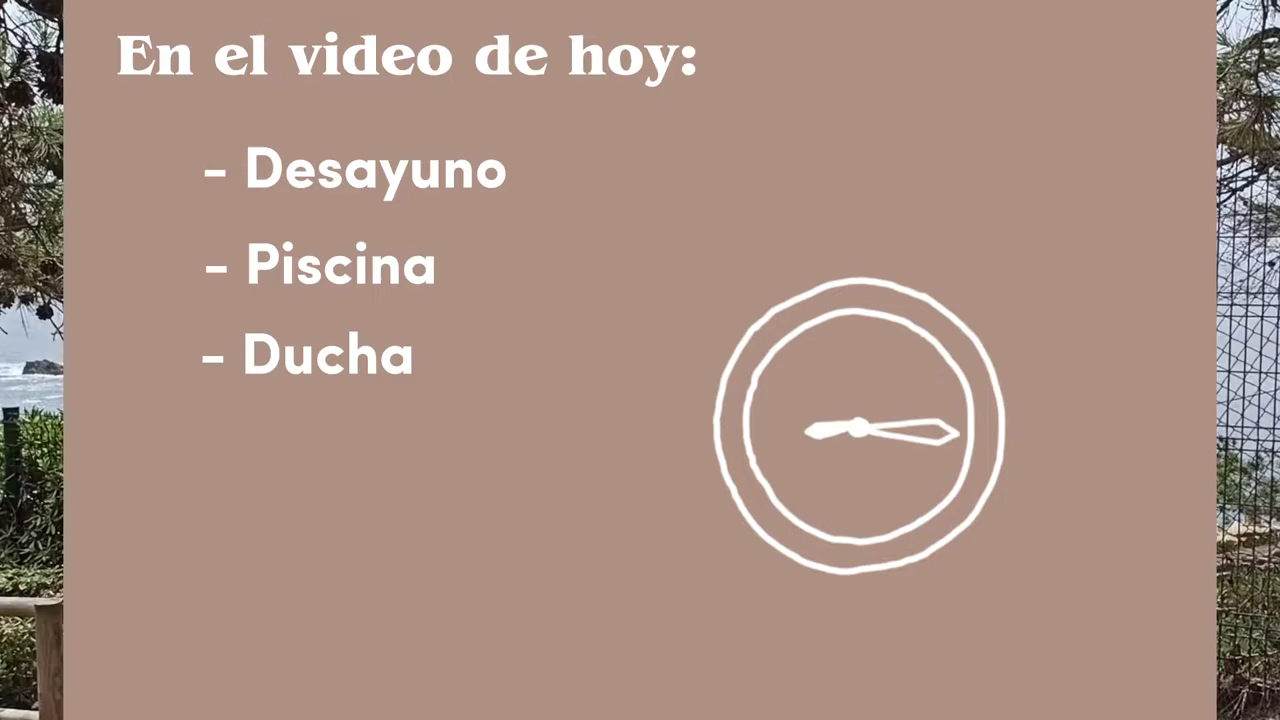 En el video de hoy:
- Desayuno
- Piscina
- Ducha